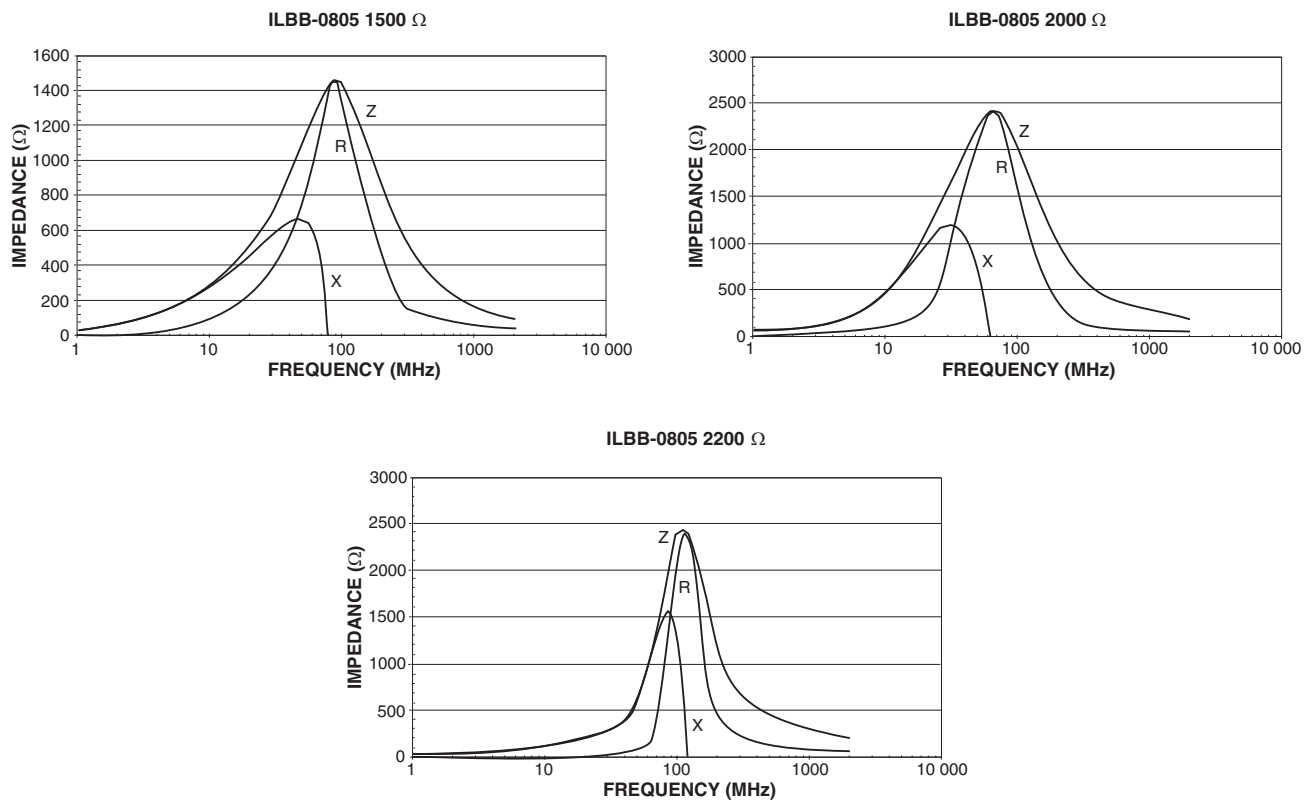 ILBB-0805 1500 Ω
IMPEDANCE (Ω)
1600
1400
1200
1000
800
600
400
200
0
Z
R
X
1
10
100
1000
10 000
FREQUENCY (MHz)
ILBB-0805 2000 Ω
IMPEDANCE (Ω)
3000
2500
2000
1500
1000
500
0
Z
R
X
1
10
100
1000
10 000
FREQUENCY (MHz)
ILBB-0805 2200 Ω
IMPEDANCE (Ω)
3000
2500
2000
1500
1000
500
0
Z
R
X
1
10
100
1000
10 000
FREQUENCY (MHz)